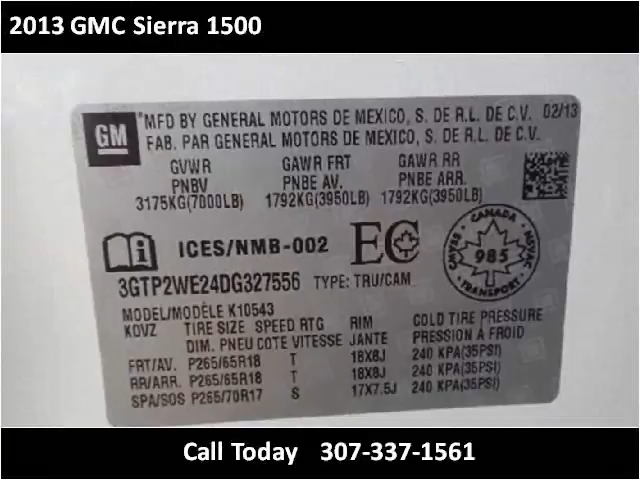 2013 GMC Sierra 1500
GM
*MFD BY GENERAL MOTORS DE MEXICO, S. DE R.L. DE C.V. 02/13
FAB. PAR GENERAL MOTORS DE MEXICO, S. DE R.L. DE C.V.
GVWR GAWR FRT GAWR RR
PNBV PNBE AV. PNBE ARR.
3175KG(7000LB) 1792KG(3950LB) 1792KG(3950LB)
i ICES/NMB-002 EC
CANADA
CMVSS 985 NSVAC
TRANSPORT
3GTP2WE24DG327556 TYPE: TRU/CAM
MODEL/MODÈLE K10543
KOVZ TIRE SIZE SPEED RTG RIM COLD TIRE PRESSURE
DIM. PNEU COTE VITESSE JANTE PRESSION A FROID
FRT/AV. P265/65R18 T 18X8J 240 KPA(35PSI)
RR/ARR. P265/65R18 T 18X8J 240 KPA(35PSI)
SPA/SOS P265/70R17 S 17X7.5J 240 KPA(35PSI)
Call Today 307-337-1561